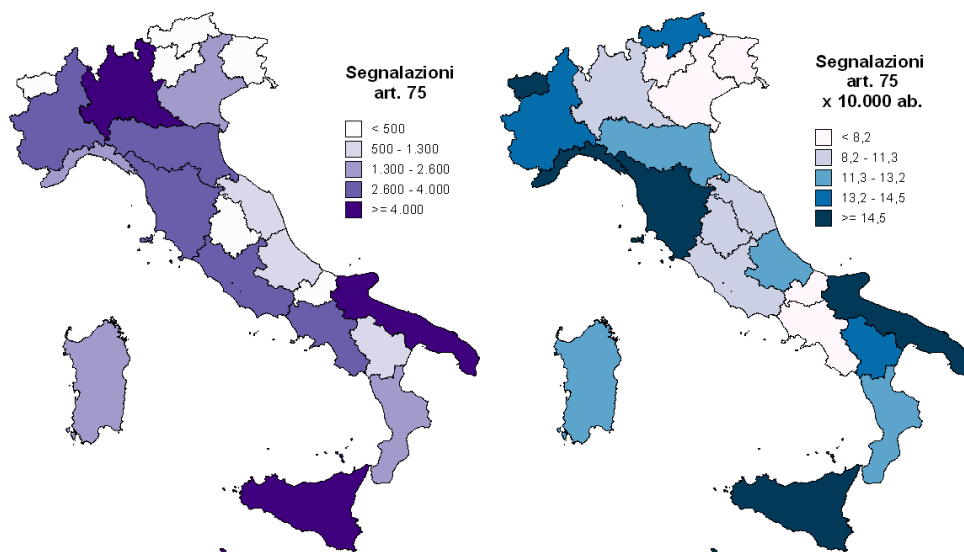 Segnalazioni
art. 75
< 500
500 - 1.300
1.300 - 2.600
2.600 - 4.000
>= 4.000
Segnalazioni
art. 75
x 10.000 ab.
< 8,2
8,2 - 11,3
11,3 - 13,2
13,2 - 14,5
>= 14,5